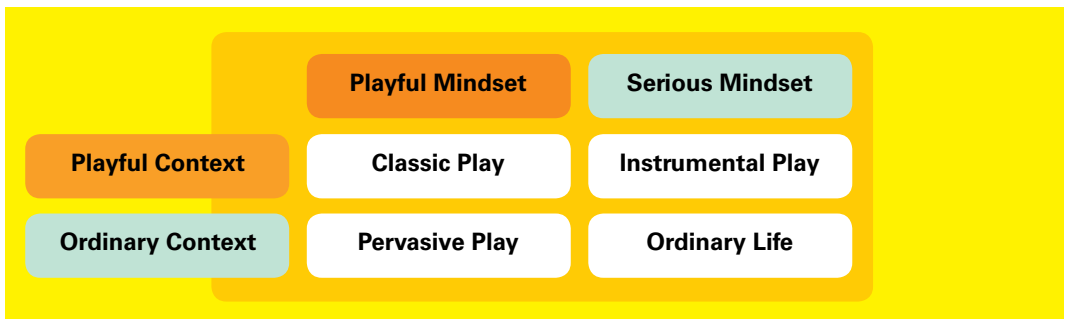 Playful Mindset Serious Mindset
Playful Context Classic Play Instrumental Play
Ordinary Context Pervasive Play Ordinary Life